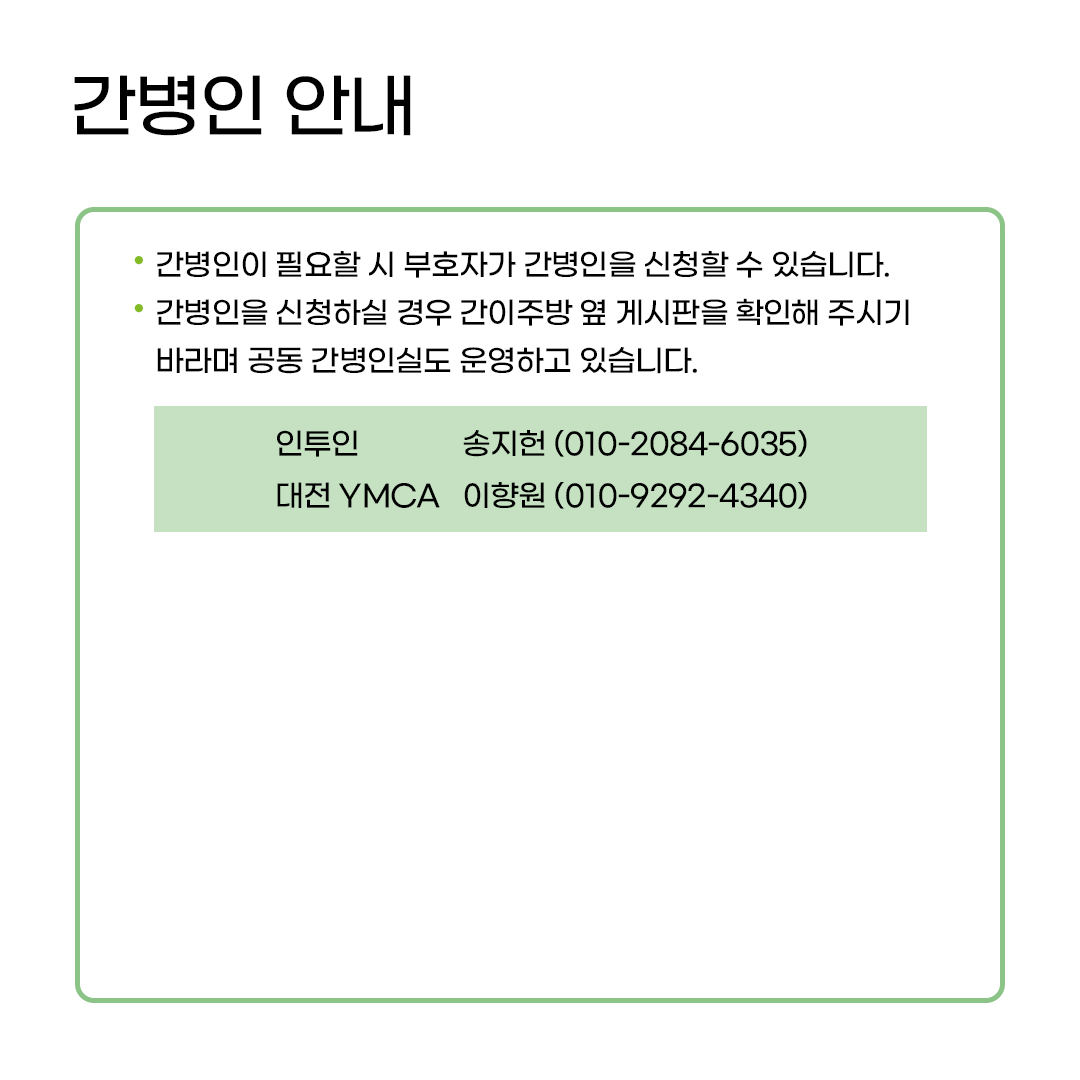 간병인 안내
• 간병인이 필요할 시 부호자가 간병인을 신청할 수 있습니다.
• 간병인을 신청하실 경우 간이주방 옆 게시판을 확인해 주시기
바라며 공동 간병인실도 운영하고 있습니다.
인투인 송지헌 (010-2084-6035)
대전 YMCA 이향원 (010-9292-4340)